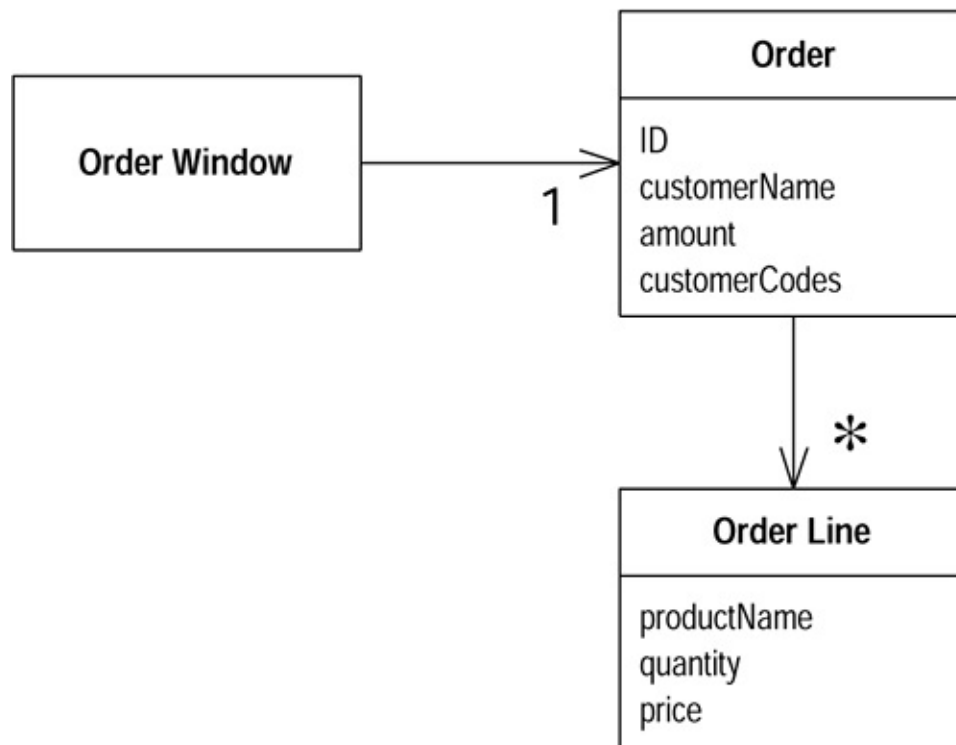 Order
Order Window
ID
customerName
1
amount
customerCodes
*
Order Line
productName
quantity
price